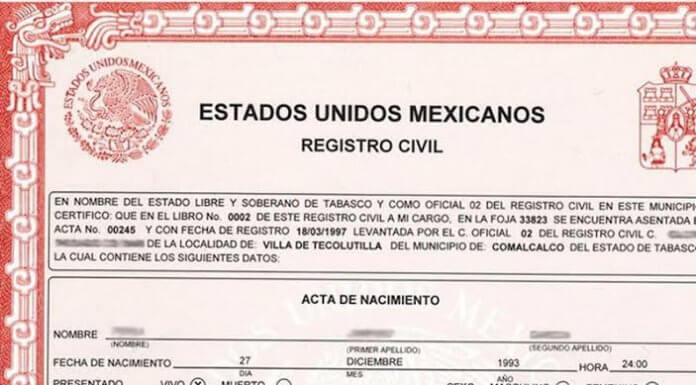 ESTADOS UNIDOS MEXICANOS
ESTADOS UNIDOS MEXICANOS
REGISTRO CIVIL
EN NOMBRE DEL ESTADO LIBRE Y SOBERANO DE TABASCO Y COMO OFICIAL 02 DEL REGISTRO CIVIL EN ESTE MUNICIPIO
CERTIFICO: QUE EN EL LIBRO No. 0002 DE ESTE REGISTRO CIVIL A MI CARGO, EN LA FOJA 33823 SE ENCUENTRA ASENTADA
ACTA No. 00245 Y CON FECHA DE REGISTRO 18/03/1997 LEVANTADA POR EL C. OFICIAL 02 DEL REGISTRO CIVIL C.
DE LA LOCALIDAD DE: VILLA DE TECOLUTILLA DEL MUNICIPIO DE: COMALCALCO DEL ESTADO DE TABASCO
LA CUAL CONTIENE LOS SIGUIENTES DATOS:
ACTA DE NACIMIENTO
NOMBRE
(NOMBRE) (PRIMER APELLIDO) (SEGUNDO APELLIDO)
FECHA DE NACIMIENTO 27 DICIEMBRE 1993 HORA 24:00
DIA MES AÑO
PRESENTADO VIVO MUERTO SEXO MASCULINO